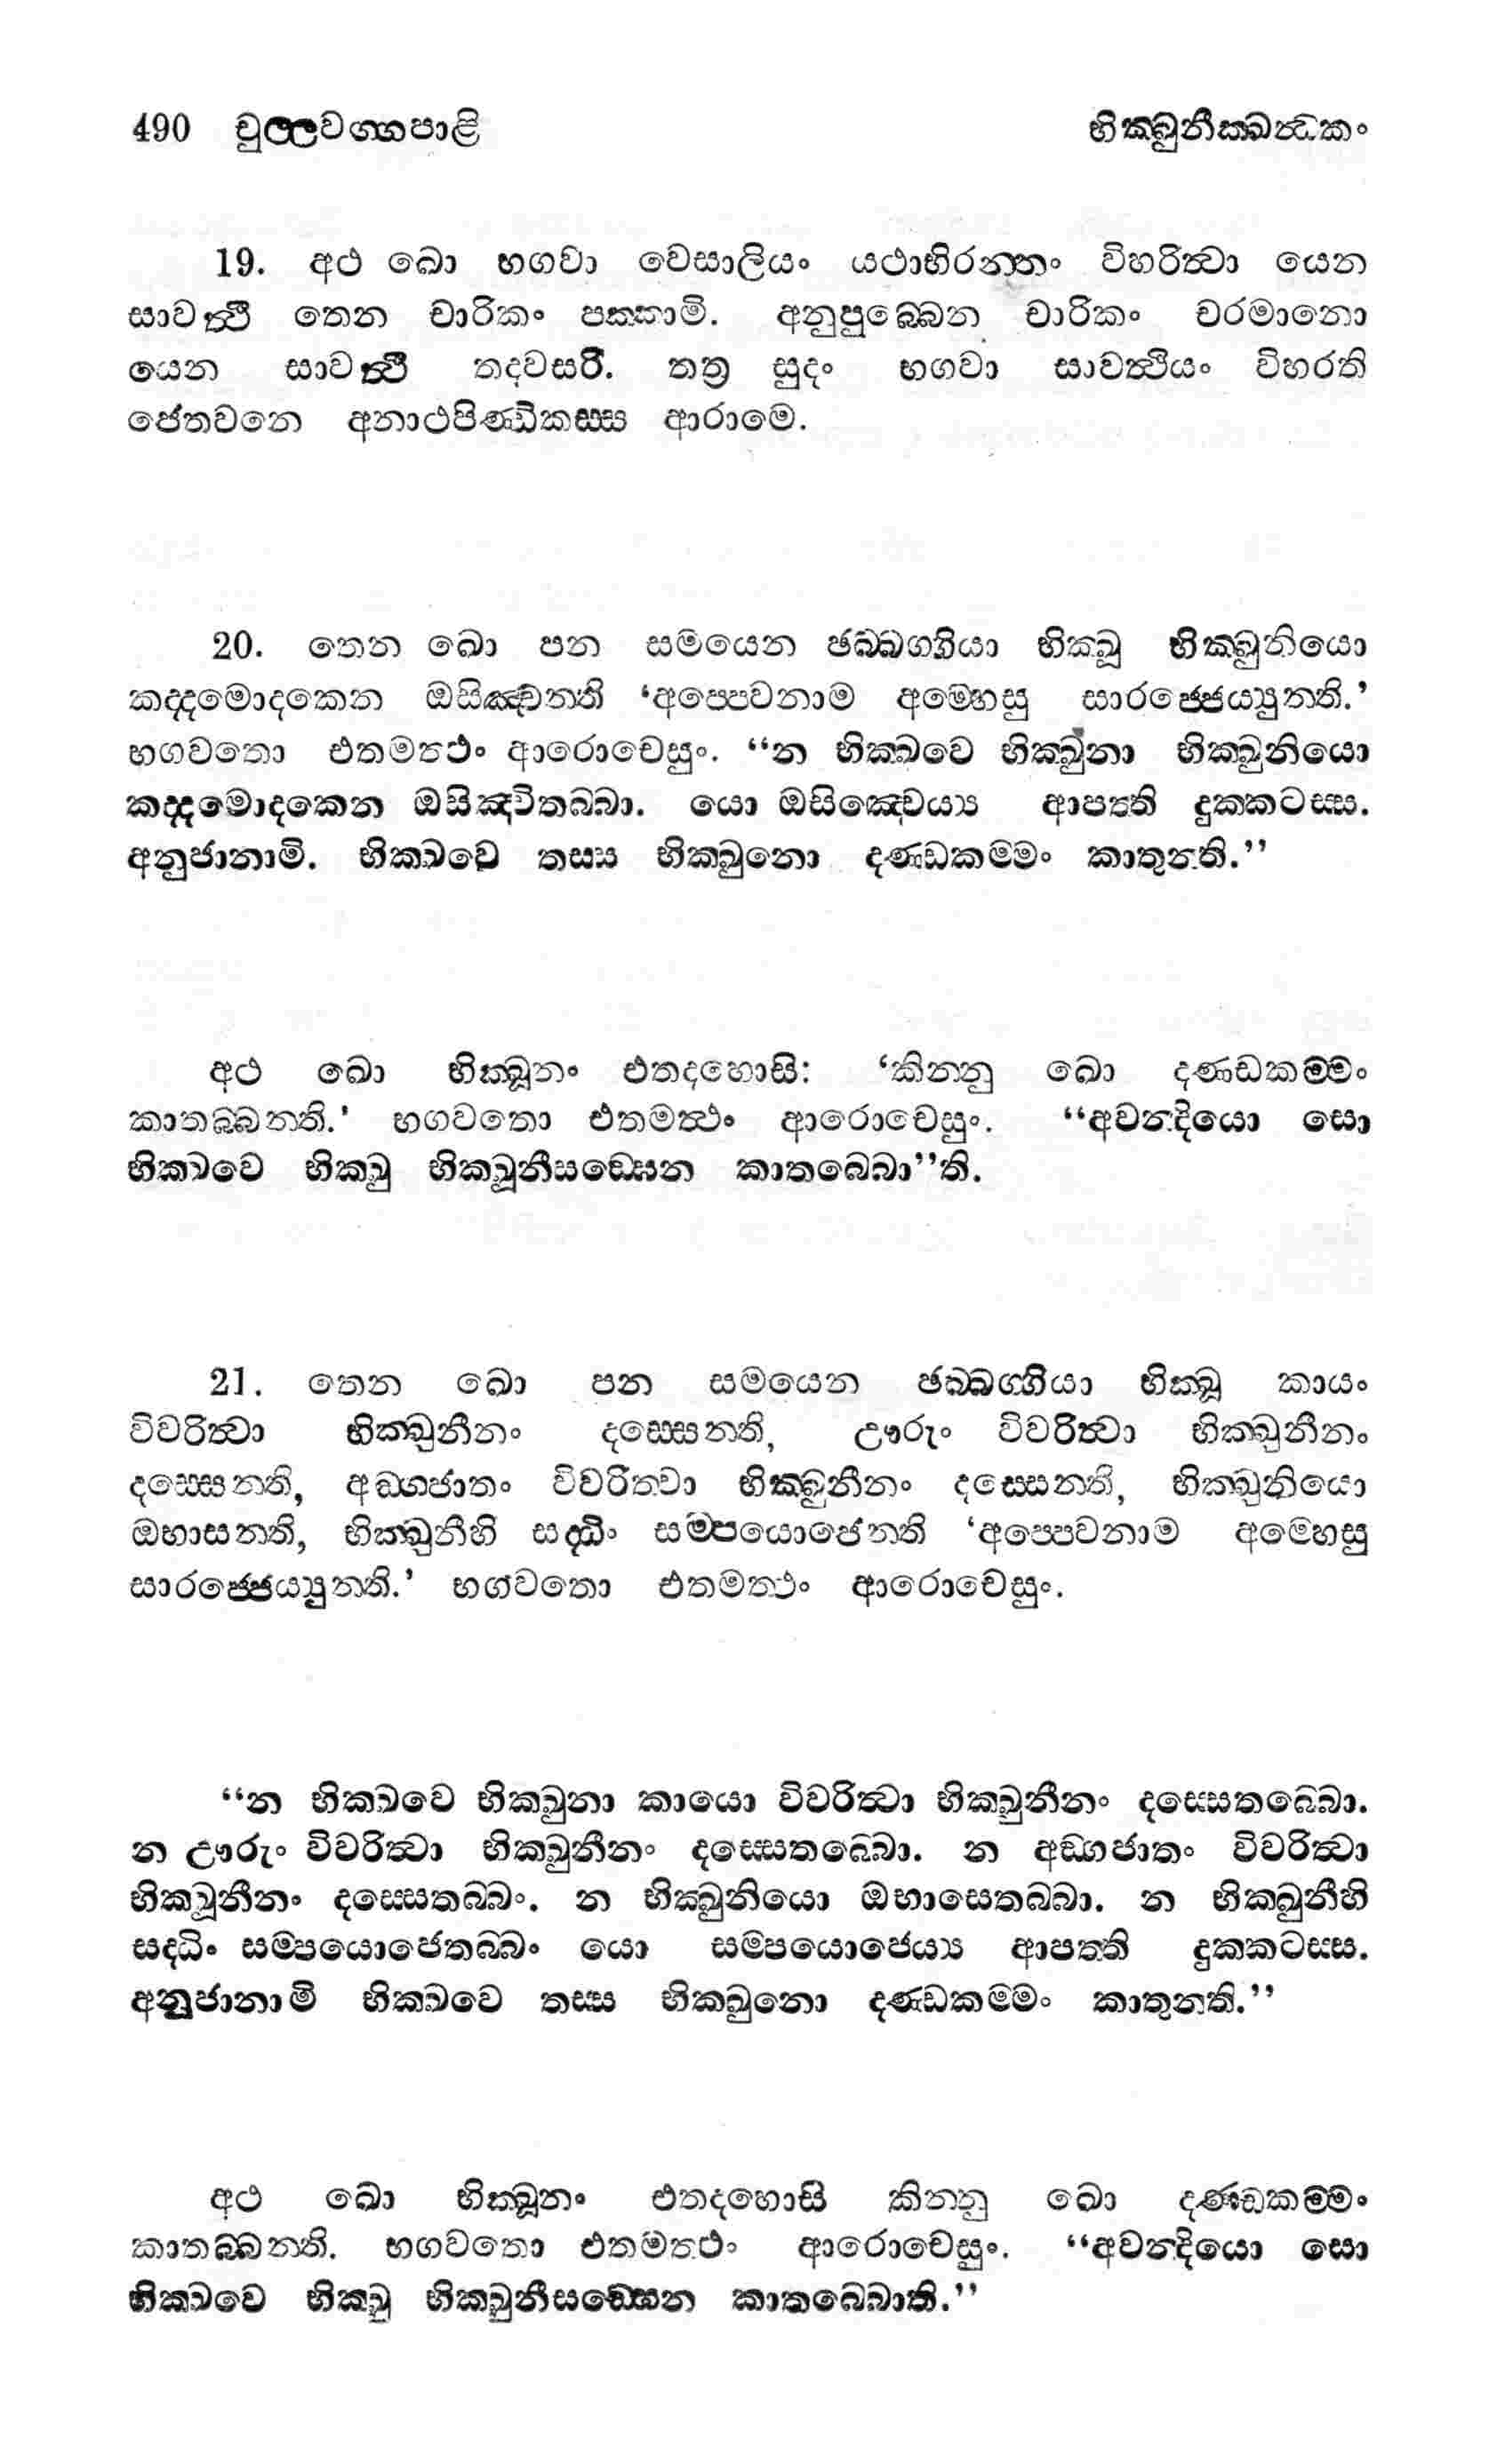 490 චුල්ලවග්ගපාළි භික්ඛුනීක්ඛන්ධකං
19. අථ ඛො භගවා වෙසාලියං යථාභිරන්තං විහරිත්වා යෙන
සාවත්ථි තෙන චාරිකං පක්කාමි. අනුපුබ්බෙන චාරිකං චරමානො
යෙන සාවත්ථි තදවසරි. තත්‍ර සුදං භගවා සාවත්ථියං විහරති
ජේතවනෙ අනාථපිණ්ඩිකස්ස ආරාමෙ.
20. තෙන ඛො පන සමයෙන ඡබ්බග්ගියා භික්ඛූ භික්ඛුනියො
කද්දමොදකෙන ඔසිඤ්චන්ති ‘අප්පෙවනාම අම්හෙසු සාරජ්ජෙය්‍යුන්ති.’
භගවතො එතමත්ථං ආරොචෙසුං. “න භික්ඛවෙ භික්ඛුනා භික්ඛුනියො
කද්දමොදකෙන ඔසිඤ්චිතබ්බා. යො ඔසිඤ්චෙය්‍ය ආපත්ති දුක්කටස්ස.
අනුජානාමි. භික්ඛවෙ තස්ස භික්ඛුනො දණ්ඩකම්මං කාතුන්ති.”
අථ ඛො භික්ඛූනං එතදහොසි: ‘කින්නු ඛො දණ්ඩකම්මං
කාතබ්බන්ති.’ භගවතො එතමත්ථං ආරොචෙසුං. “අවන්දියො සො
භික්ඛවෙ භික්ඛු භික්ඛූනීසඞ්ඝෙන කාතබ්බො”ති.
21. තෙන ඛො පන සමයෙන ඡබ්බග්ගියා භික්ඛූ කායං
විවරිත්වා භික්ඛුනීනං දස්සෙන්ති, ඌරුං විවරිත්වා භික්ඛුනීනං
දස්සෙන්ති, අඞ්ගජාතං විවරිත්වා භික්ඛුනීනං දස්සෙන්ති, භික්ඛුනියො
ඔභාසන්ති, භික්ඛුනීහි සද්ධිං සම්පයොජේන්ති ‘අප්පෙවනාම අම්හෙසු
සාරජ්ජෙය්‍යුන්ති.’ භගවතො එතමත්ථං ආරොචෙසුං.
“න භික්ඛවෙ භික්ඛුනා කායො විවරිත්වා භික්ඛුනීනං දස්සෙතබ්බො.
න ඌරුං විවරිත්වා භික්ඛුනීනං දස්සෙතබ්බො. න අඞ්ගජාතං විවරිත්වා
භික්ඛූනීනං දස්සෙතබ්බං. න භික්ඛුනියො ඔභාසෙතබ්බා. න භික්ඛුනීහි
සද්ධිං සම්පයොජෙතබ්බං යො සම්පයොජෙය්‍ය ආපත්ති දුක්කටස්ස.
අනුජානාමි භික්ඛවෙ තස්ස භික්ඛුනො දණ්ඩකම්මං කාතුන්ති.”
අථ ඛො භික්ඛූනං එතදහොසි කින්නු ඛො දණ්ඩකම්මං
කාතබ්බන්ති. භගවතො එතමත්ථං ආරොචෙසුං. “අවන්දියො සො
භික්ඛවෙ භික්ඛු භික්ඛුනීසඞ්ඝෙන කාතබ්බොති.”